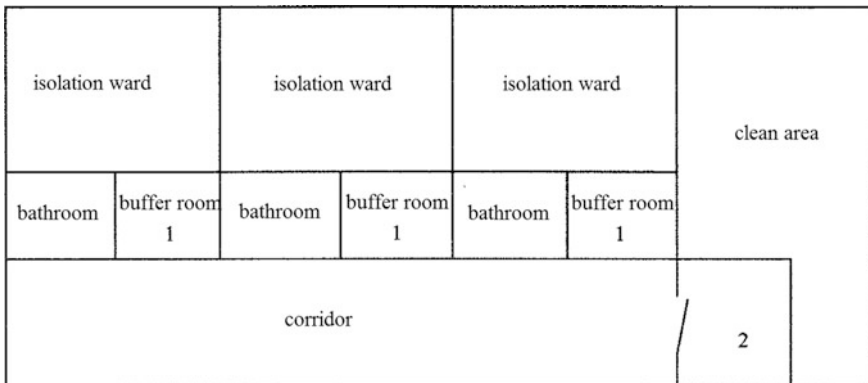 isolation ward
isolation ward
isolation ward
clean area
bathroom
buffer room
1
bathroom
buffer room
1
bathroom
buffer room
1
corridor
2